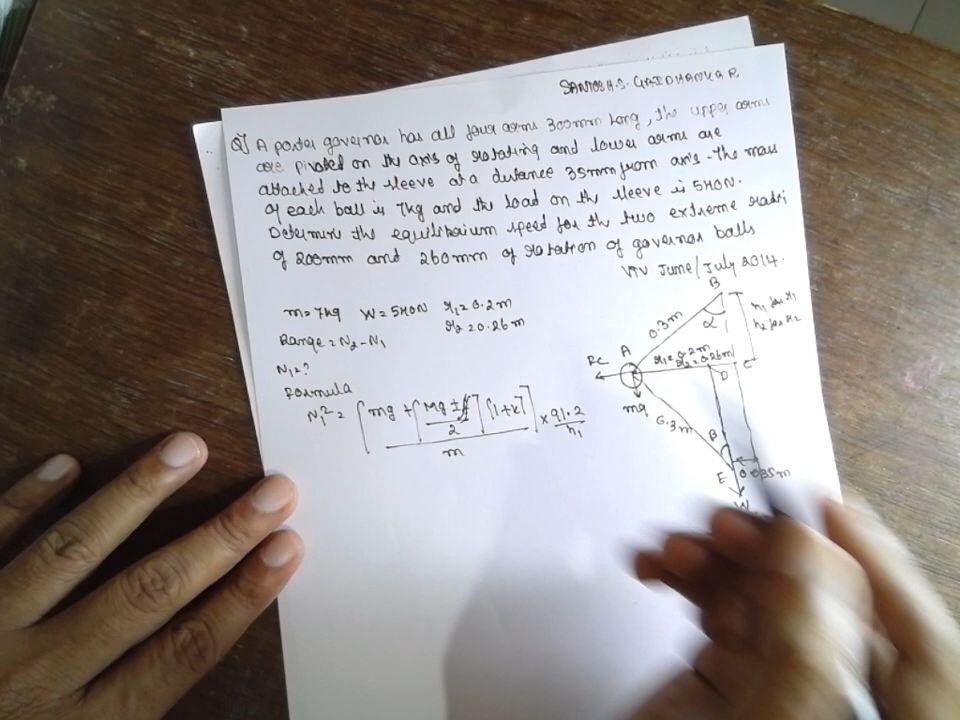 SANTOSH.S. GAIDHANKAR
Q) A porter governor has all four arms 300mm long, the upper arms
are pivoted on the axis of rotating and lower arms are
attached to the sleeve at a distance 35mm from axis. The mass
of each ball is 7kg and the load on the sleeve is 540N.
Determine the equilibrium speed for the two extreme radii
of 200mm and 260mm of rotation of governor balls
VTU June/July 2014.
m=7kg W=540N r₁=0.2m
r₂=0.26m
Range=N₂-N₁
N₁=?
Formula
N₁² = [mg + [Mg ± f / 2] [1+k] / m] × 91.2 / h₁
B
0.3m
α
h₁ for r₁
h₂ for r₂
Fc A
r₁=0.2m
r₂=0.26m
D C
mg
0.3m
β
E
0.035m
W